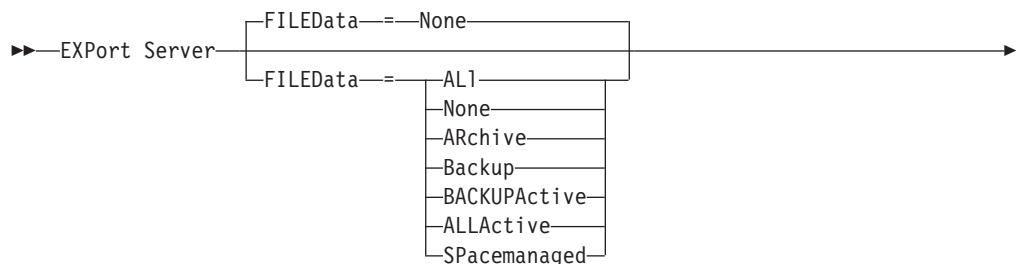 FILEData = None
EXPort Server
FILEData = ALl
None
ARchive
Backup
BACKUPActive
ALLActive
SPacemanaged